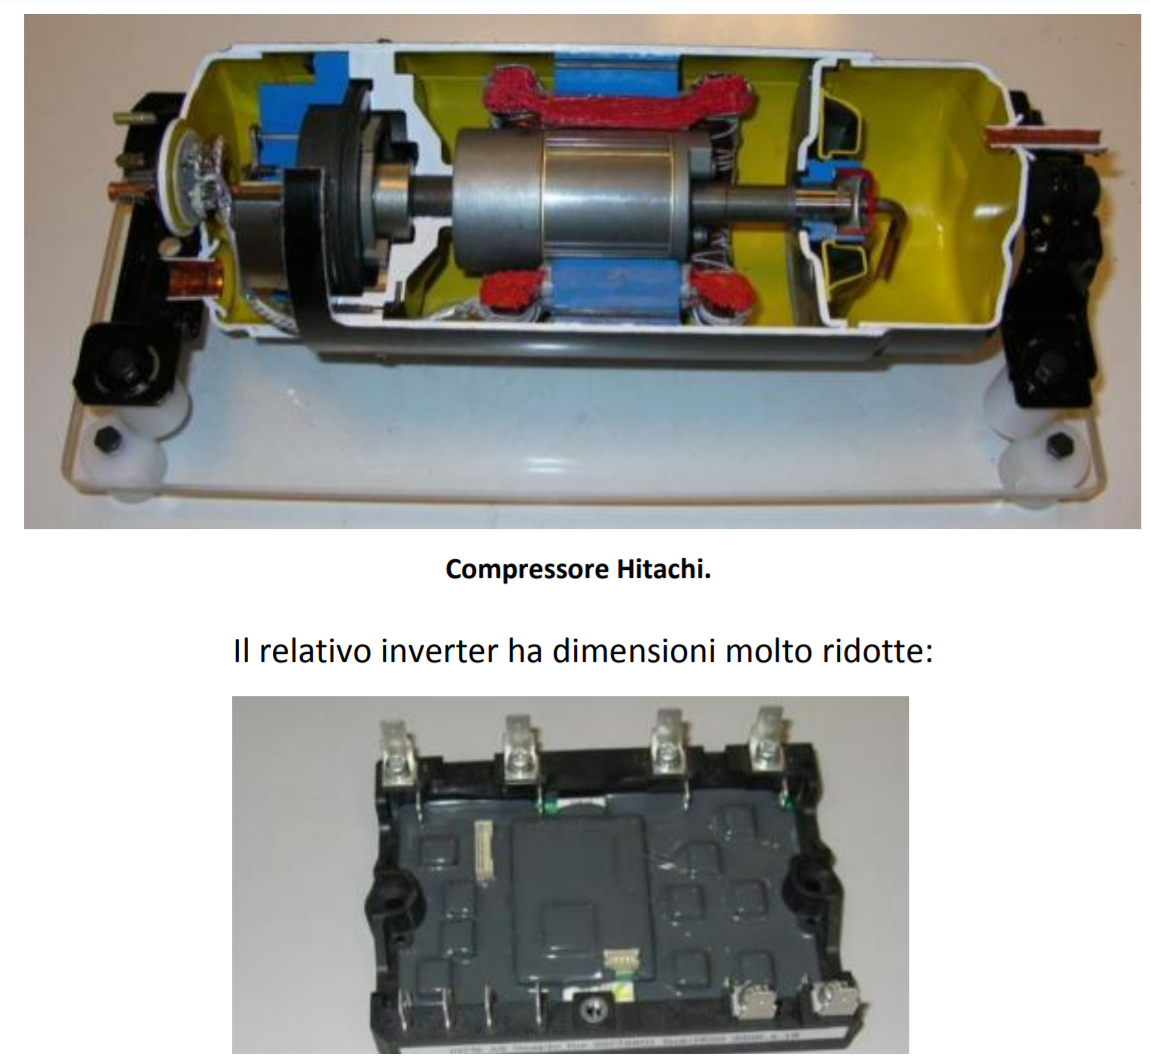 Compressore Hitachi.
Il relativo inverter ha dimensioni molto ridotte: